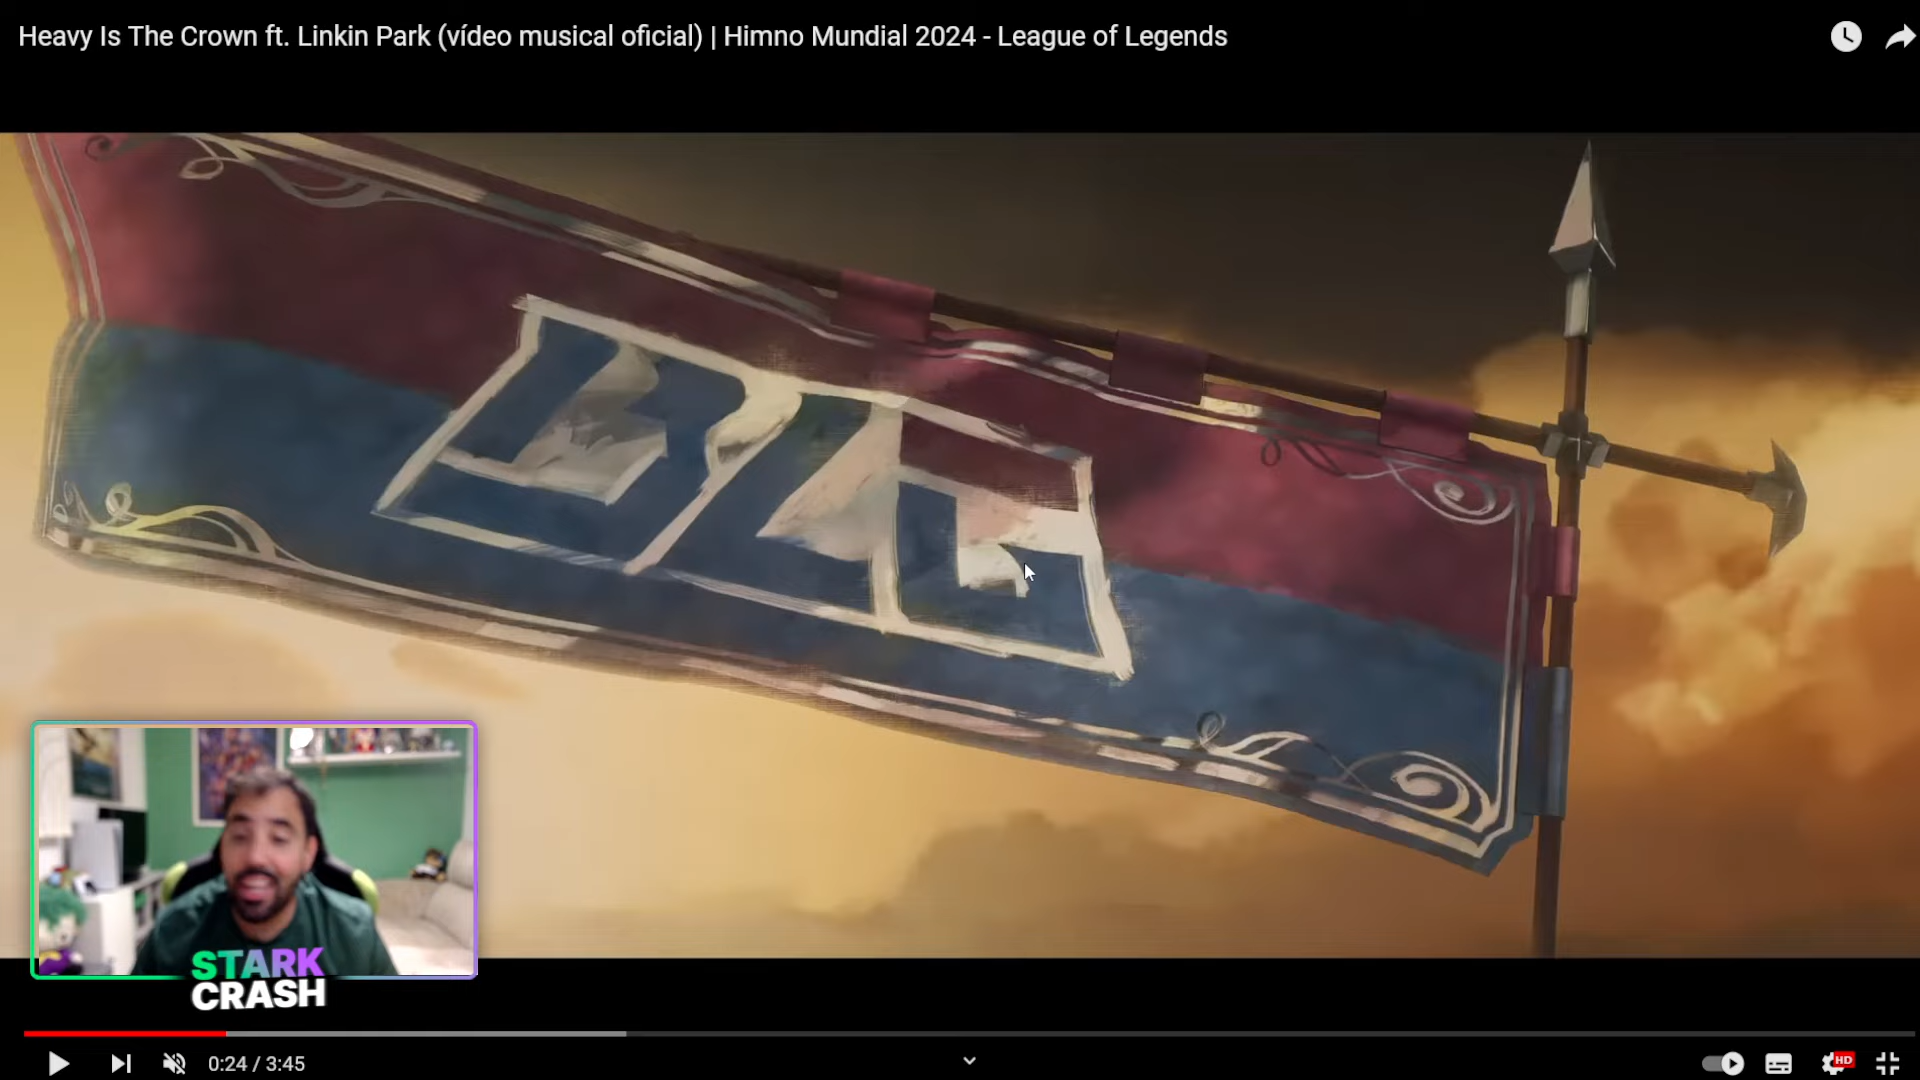 Heavy Is The Crown ft. Linkin Park (vídeo musical oficial) | Himno Mundial 2024 - League of Legends
STARK
CRASH
0:24 / 3:45
HD